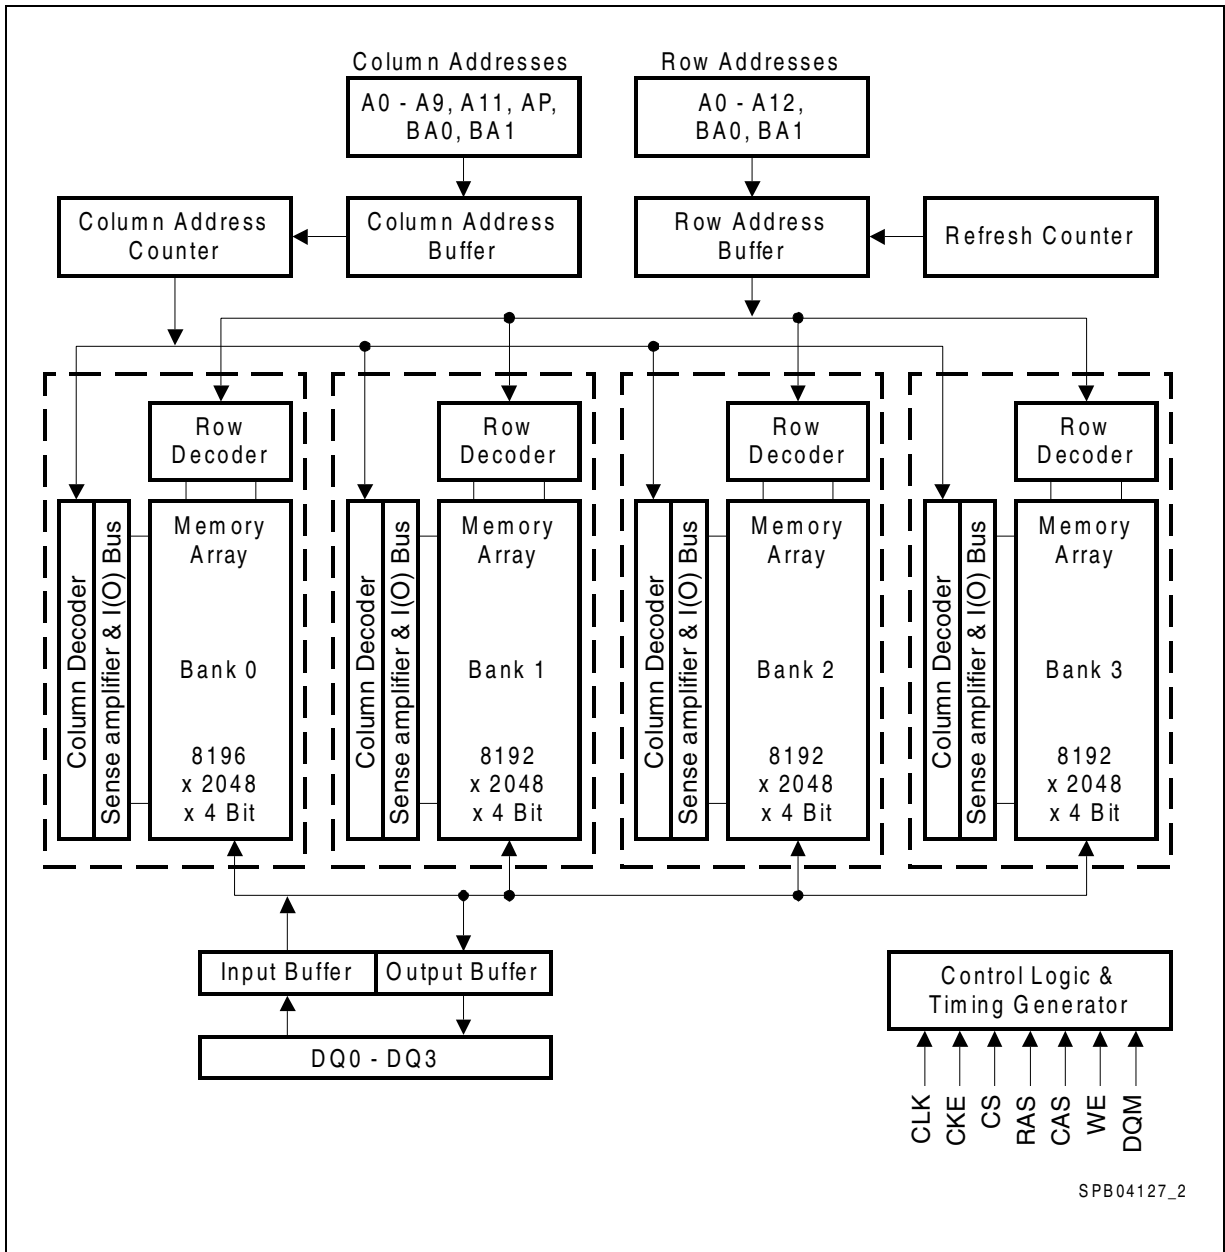 Column Addresses
A0 - A9, A11, AP,
BA0, BA1
Row Addresses
A0 - A12,
BA0, BA1
Column Address
Counter
Column Address
Buffer
Row Address
Buffer
Refresh Counter
Row
Decoder
Memory
Array
Bank 0
8196
x 2048
x 4 Bit
Column Decoder
Sense amplifier & I(O) Bus
Row
Decoder
Memory
Array
Bank 1
8192
x 2048
x 4 Bit
Column Decoder
Sense amplifier & I(O) Bus
Row
Decoder
Memory
Array
Bank 2
8192
x 2048
x 4 Bit
Column Decoder
Sense amplifier & I(O) Bus
Row
Decoder
Memory
Array
Bank 3
8192
x 2048
x 4 Bit
Column Decoder
Sense amplifier & I(O) Bus
Input Buffer
Output Buffer
DQ0 - DQ3
Control Logic &
Timing Generator
CLK
CKE
CS
RAS
CAS
WE
DQM
SPB04127_2